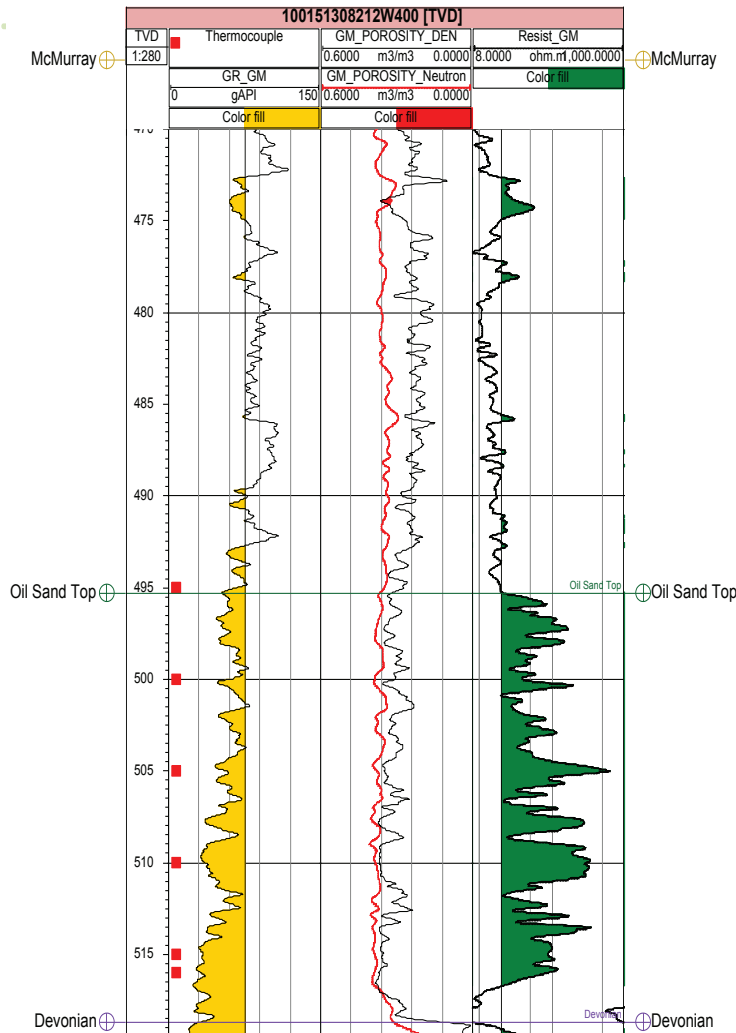 100151308212W400 [TVD]
TVD Thermocouple GM_POROSITY_DEN Resist_GM
McMurray 1:280 0.6000 m3/m3 0.0000 8.0000 ohm.m 1,000.0000 McMurray
GR_GM GM_POROSITY_Neutron Color fill
0 gAPI 150 0.6000 m3/m3 0.0000
Color fill Color fill
470
475
480
485
490
495
Oil Sand Top Oil Sand Top Oil Sand Top
500
505
510
515
Devonian Devonian Devonian